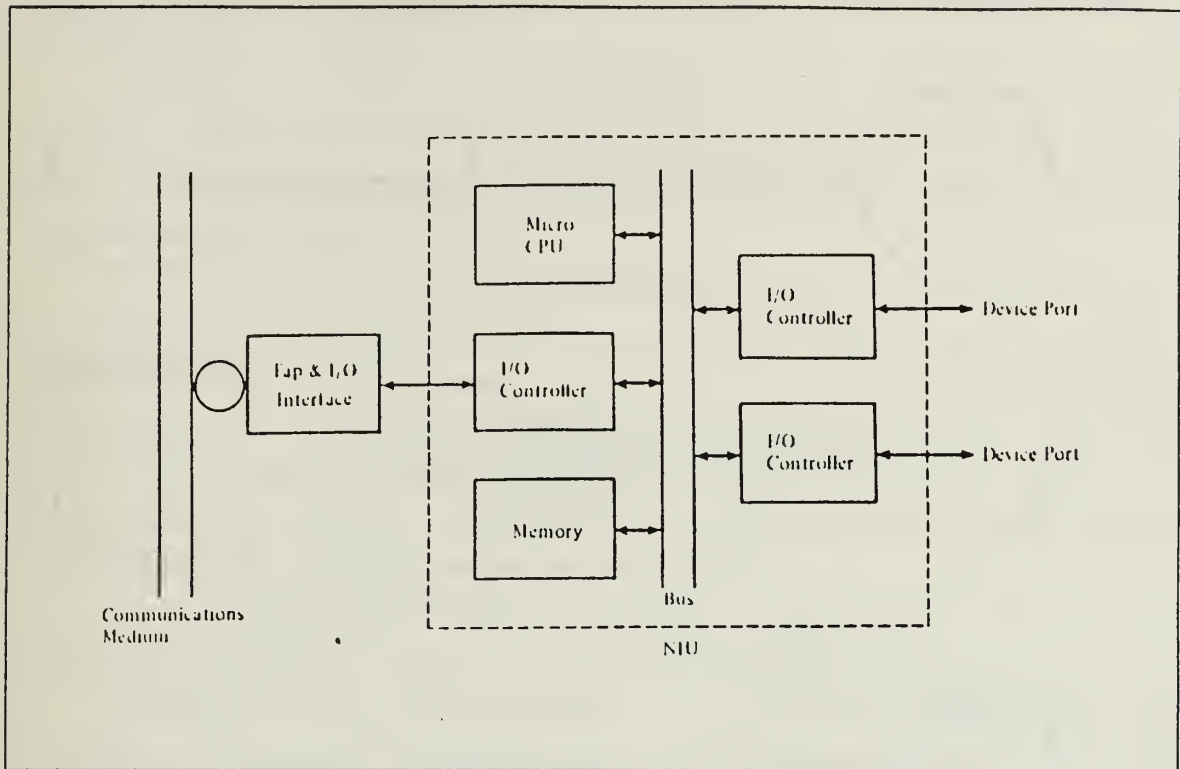 Micro
CPU
I/O
Controller
Device Port
Tap & I/O
Interface
I/O
Controller
I/O
Controller
Device Port
Memory
Bus
Communications
Medium
NIU